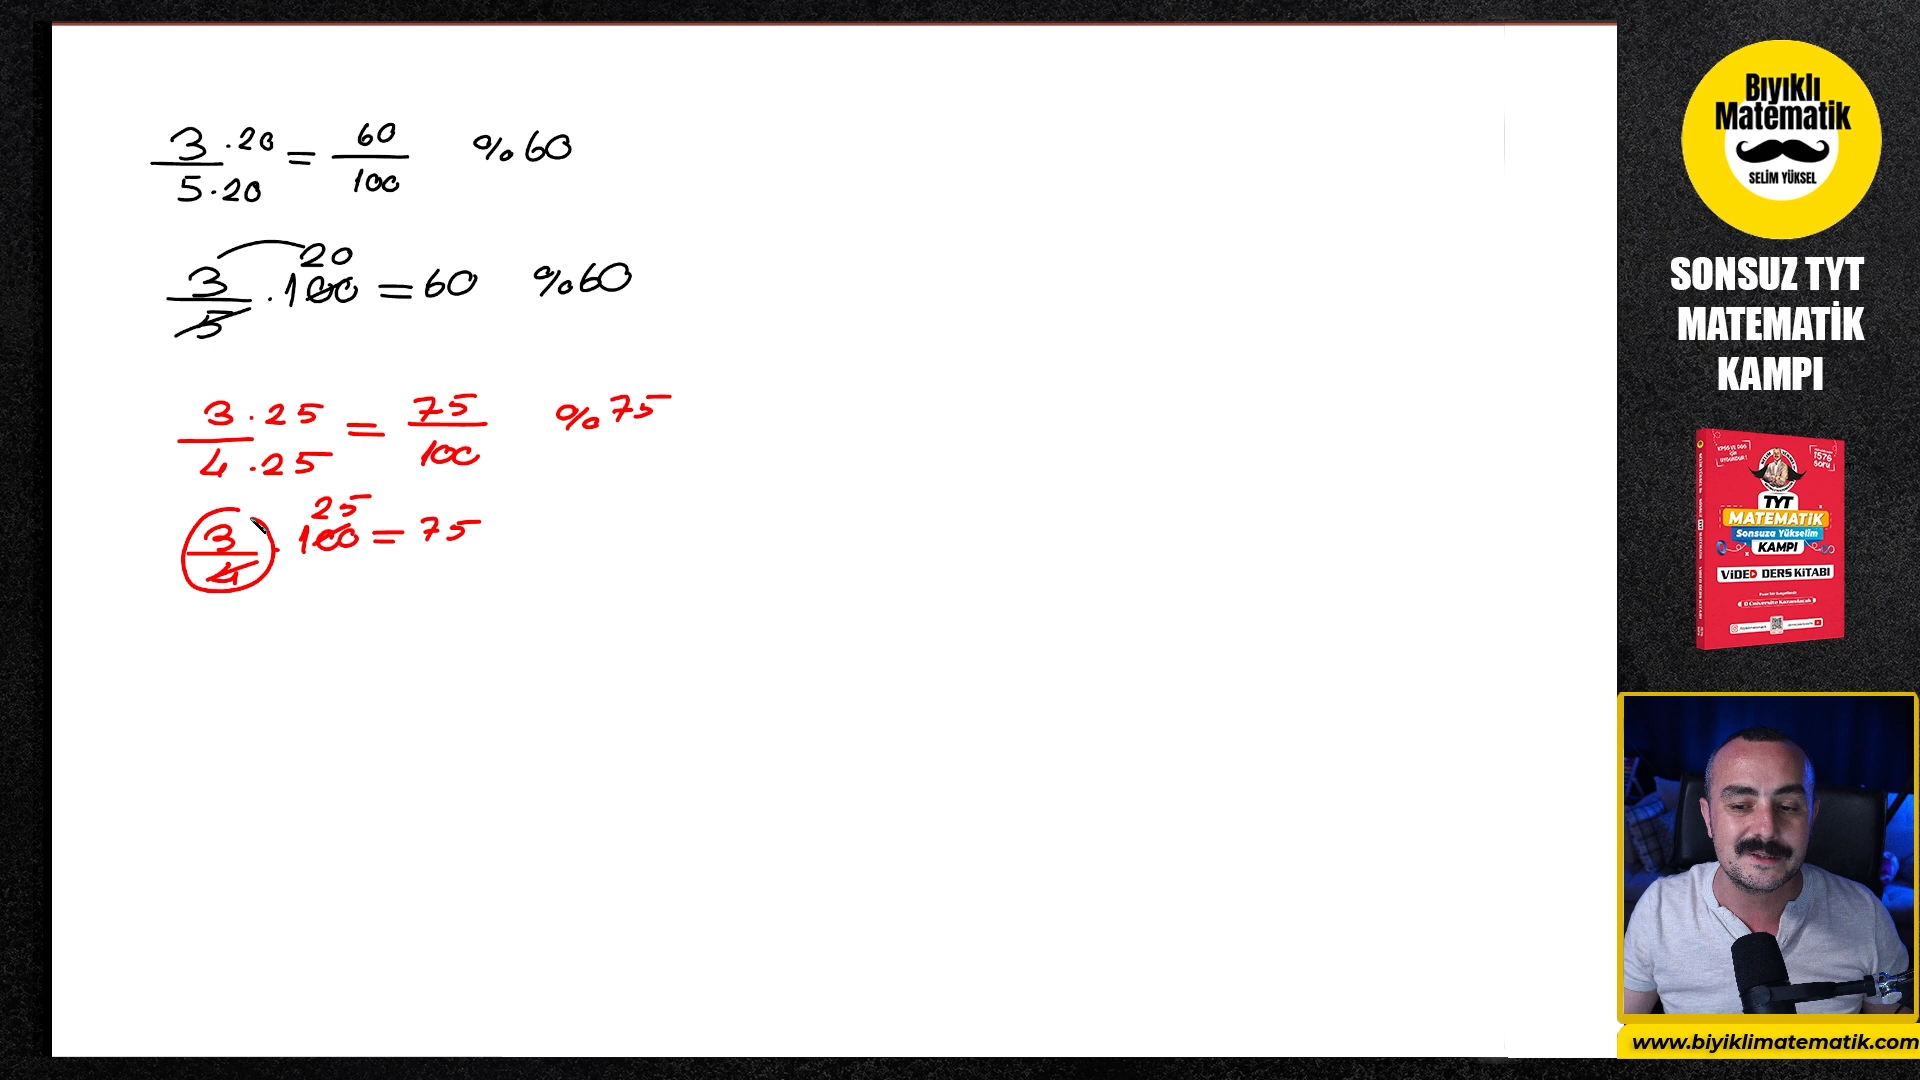 3 · 20 / 5 · 20 = 60 / 100 %60
3 / 5 · 100 = 60 %60
20
3 · 25 / 4 · 25 = 75 / 100 %75
25
3 / 4 · 100 = 75
Bıyıklı
Matematik
SELİM YÜKSEL
SONSUZ TYT
MATEMATİK
KAMPI
1576
soru
TYT
MATEMATİK
Sonsuza Yükselim
KAMPI
VİDEO DERS KİTABI
www.biyiklimatematik.com